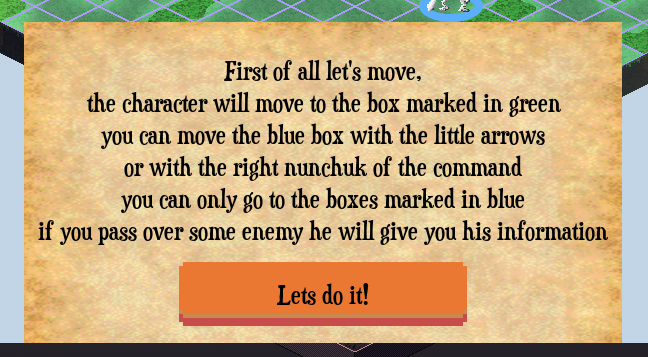 First of all let's move,
the character will move to the box marked in green
you can move the blue box with the little arrows
or with the right nunchuk of the command
you can only go to the boxes marked in blue
if you pass over some enemy he will give you his information
Lets do it!